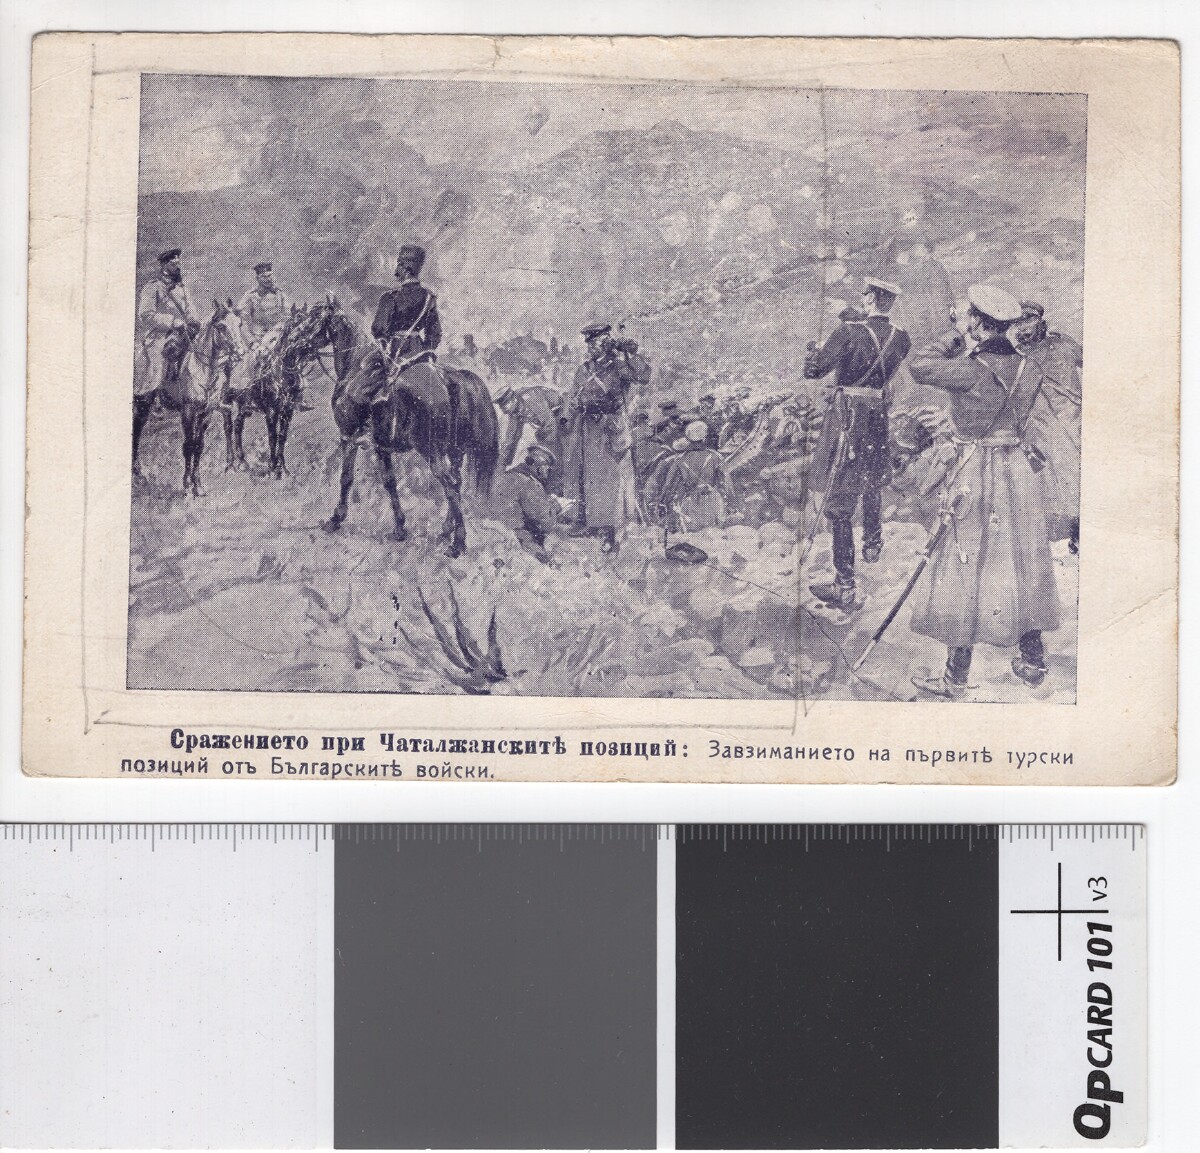 Сражението при Чаталжанскитѣ позиций: Завзиманието на първитѣ турски
позиций отъ Българскитѣ войски.
QPCARD 101 v3